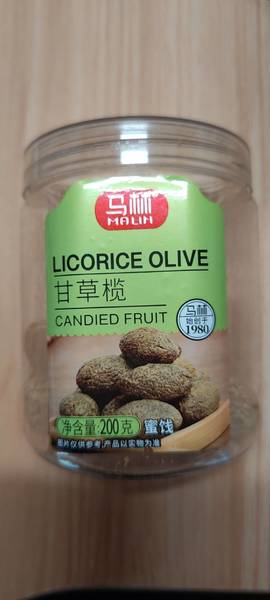 马林
MALIN
LICORICE OLIVE
甘草榄
CANDIED FRUIT
马林
始创于
1980
净含量:200克 蜜饯
图片仅供参考,产品以实物为准